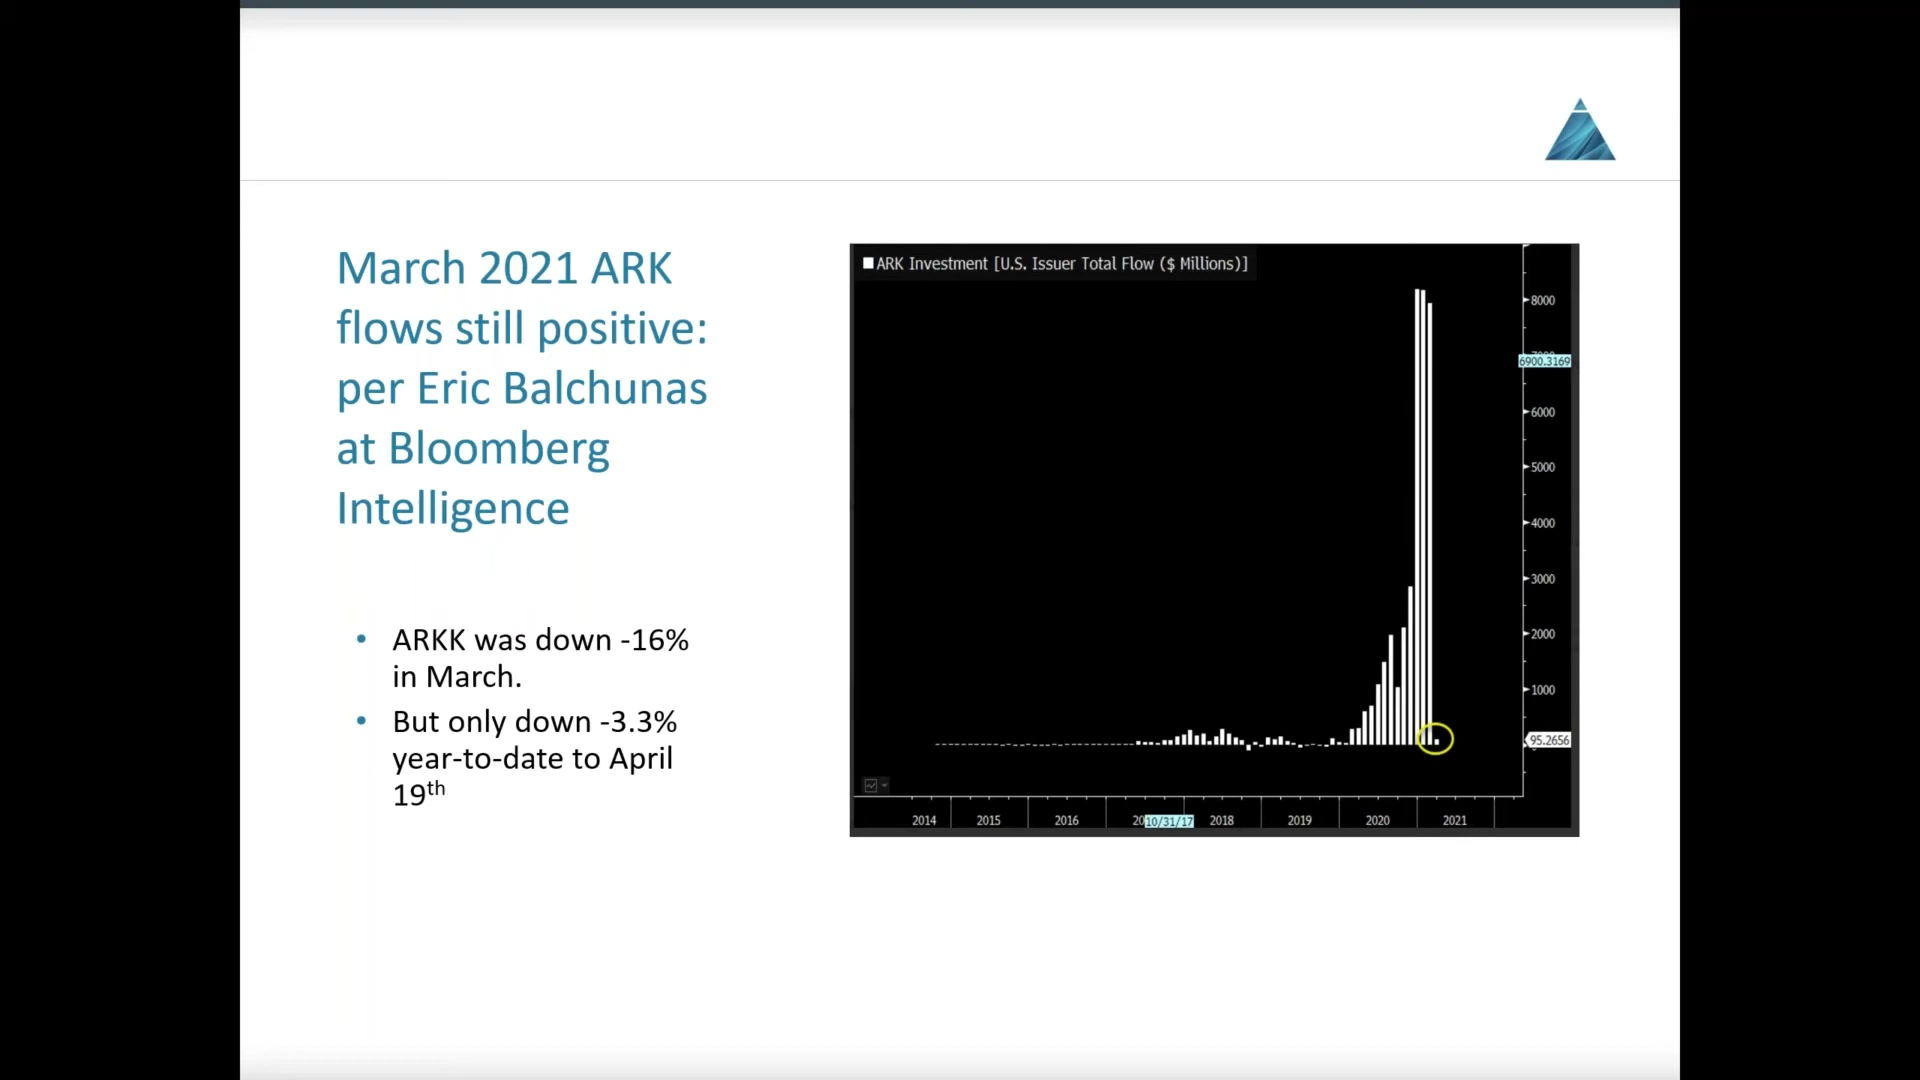 March 2021 ARK
flows still positive:
per Eric Balchunas
at Bloomberg
Intelligence
• ARKK was down -16%
in March.
• But only down -3.3%
year-to-date to April
19th
ARK Investment [U.S. Issuer Total Flow ($ Millions)]
8000
6900.3169
6000
5000
4000
3000
2000
1000
95.2656
2014 2015 2016 10/31/17 2018 2019 2020 2021